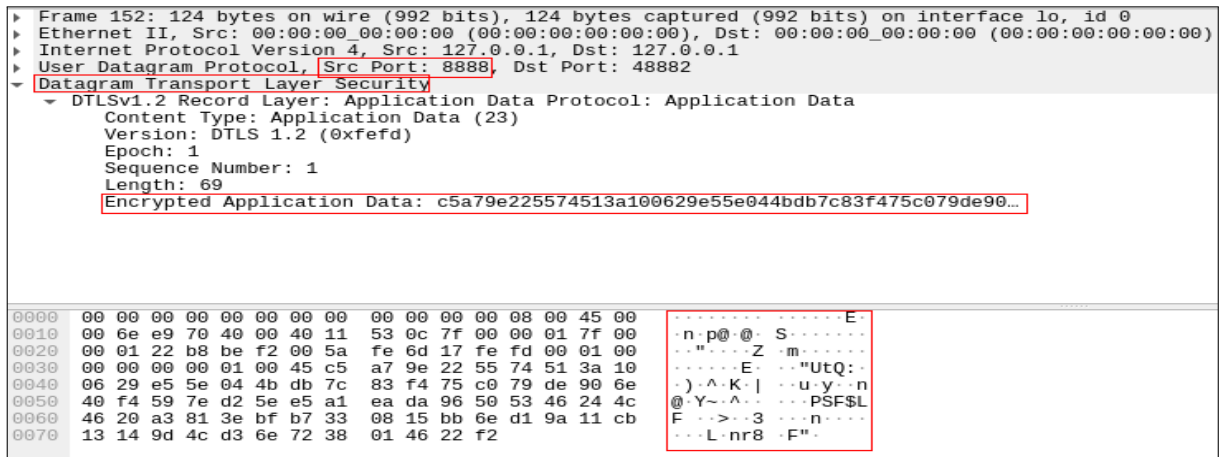 Frame 152: 124 bytes on wire (992 bits), 124 bytes captured (992 bits) on interface lo, id 0
Ethernet II, Src: 00:00:00_00:00:00 (00:00:00:00:00:00), Dst: 00:00:00_00:00:00 (00:00:00:00:00:00)
Internet Protocol Version 4, Src: 127.0.0.1, Dst: 127.0.0.1
User Datagram Protocol, Src Port: 8888, Dst Port: 48882
Datagram Transport Layer Security
DTLSv1.2 Record Layer: Application Data Protocol: Application Data
Content Type: Application Data (23)
Version: DTLS 1.2 (0xfefd)
Epoch: 1
Sequence Number: 1
Length: 69
Encrypted Application Data: c5a79e225574513a100629e55e044bdb7c83f475c079de90…
0000 00 00 00 00 00 00 00 00 00 00 00 00 08 00 45 00 ········ ······E·
0010 00 6e e9 70 40 00 40 11 53 0c 7f 00 00 01 7f 00 ·n·p@·@· S·······
0020 00 01 22 b8 be f2 00 5a fe 6d 17 fe fd 00 01 00 ··"····Z ·m······
0030 00 00 00 00 01 00 45 c5 a7 9e 22 55 74 51 3a 10 ······E· ··"UtQ:·
0040 06 29 e5 5e 04 4b db 7c 83 f4 75 c0 79 de 90 6e ·)·^·K·| ··u·y··n
0050 40 f4 59 7e d2 5e e5 a1 ea da 96 50 53 46 24 4c @·Y~·^·· ···PSF$L
0060 46 20 a3 81 3e bf b7 33 08 15 bb 6e d1 9a 11 cb F ··>··3 ···n····
0070 13 14 9d 4c d3 6e 72 38 01 46 22 f2 ···L·nr8 ·F"·